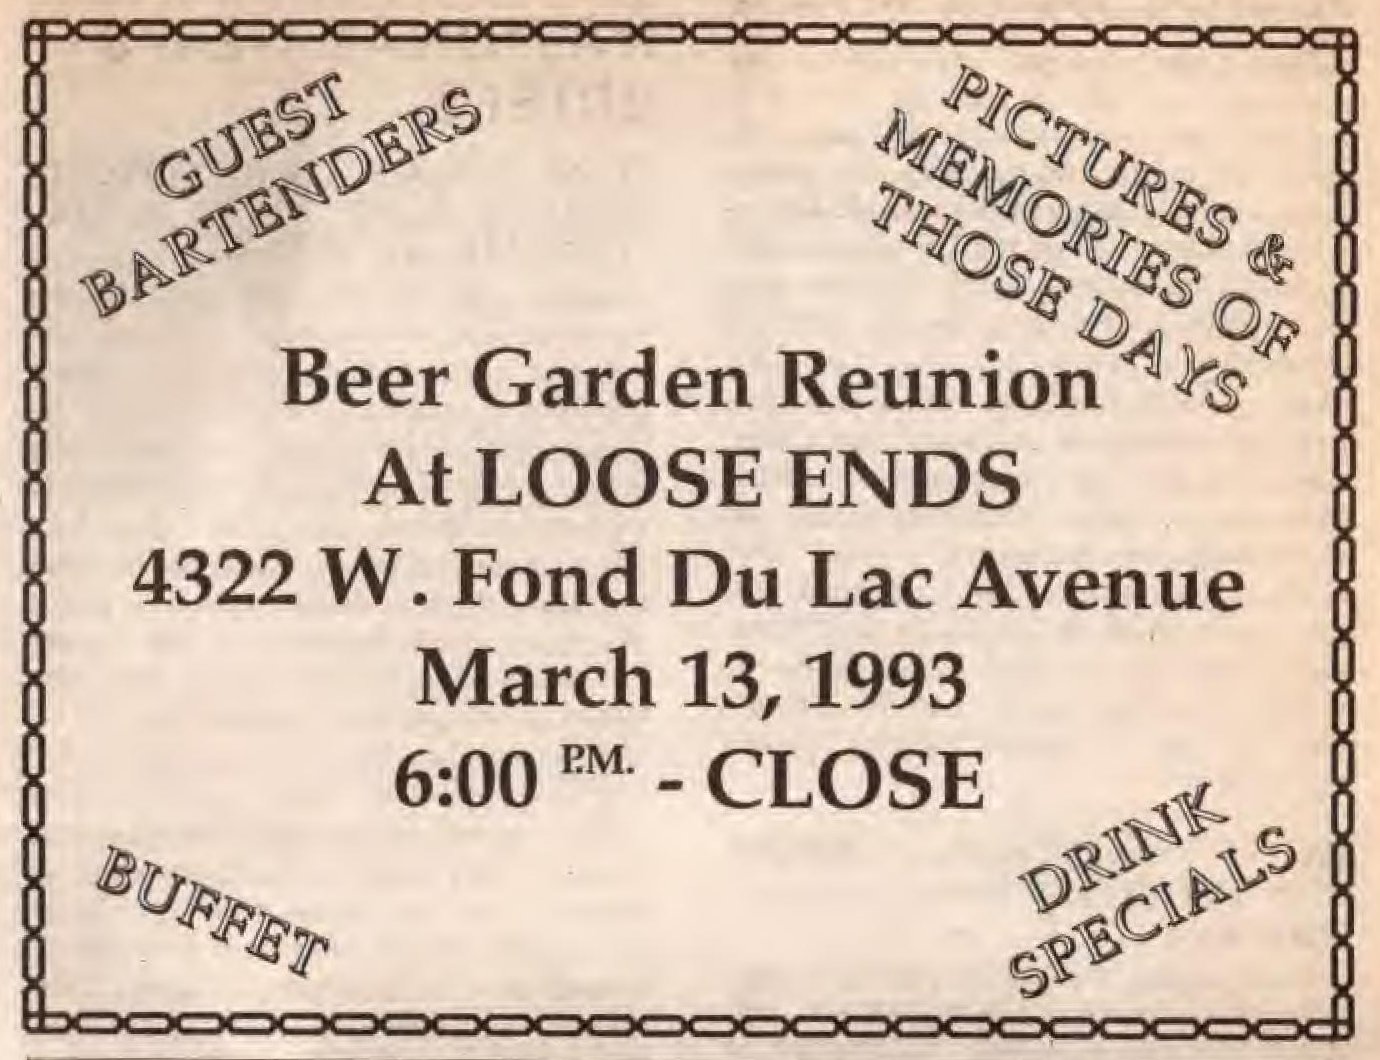 GUEST
BARTENDERS
PICTURES &
MEMORIES OF
THOSE DAYS
Beer Garden Reunion
At LOOSE ENDS
4322 W. Fond Du Lac Avenue
March 13, 1993
6:00 P.M. - CLOSE
BUFFET
DRINK
SPECIALS